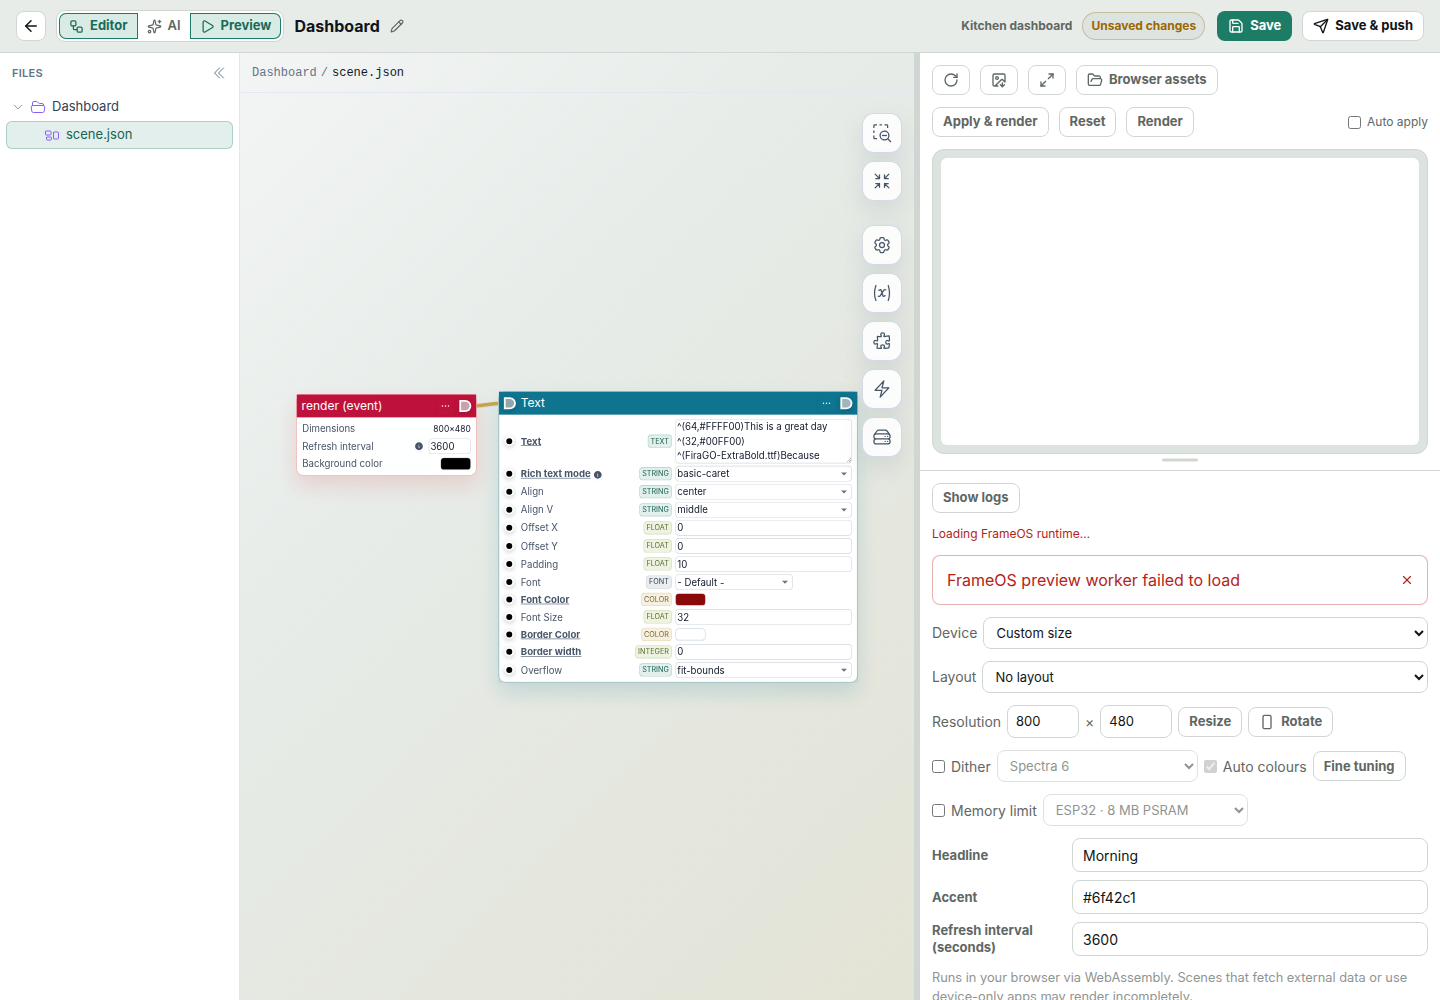 Editor
AI
Preview
Dashboard
Kitchen dashboard
Unsaved changes
Save
Save & push
FILES
Dashboard
scene.json
Dashboard / scene.json
(x)
render (event)
Dimensions 800×480
Refresh interval 3600
Background color
Text
Text TEXT
^(64,#FFFF00)This is a great day
^(32,#00FF00)
^(FiraGO-ExtraBold.ttf)Because
Rich text mode STRING basic-caret
Align STRING center
Align V STRING middle
Offset X FLOAT 0
Offset Y FLOAT 0
Padding FLOAT 10
Font FONT - Default -
Font Color COLOR
Font Size FLOAT 32
Border Color COLOR
Border width INTEGER 0
Overflow STRING fit-bounds
Browser assets
Apply & render
Reset
Render
Auto apply
Show logs
Loading FrameOS runtime...
FrameOS preview worker failed to load
Device Custom size
Layout No layout
Resolution 800 × 480 Resize Rotate
Dither Spectra 6 Auto colours Fine tuning
Memory limit ESP32 · 8 MB PSRAM
Headline Morning
Accent #6f42c1
Refresh interval
(seconds)
3600
Runs in your browser via WebAssembly. Scenes that fetch external data or use
device-only apps may render incompletely.